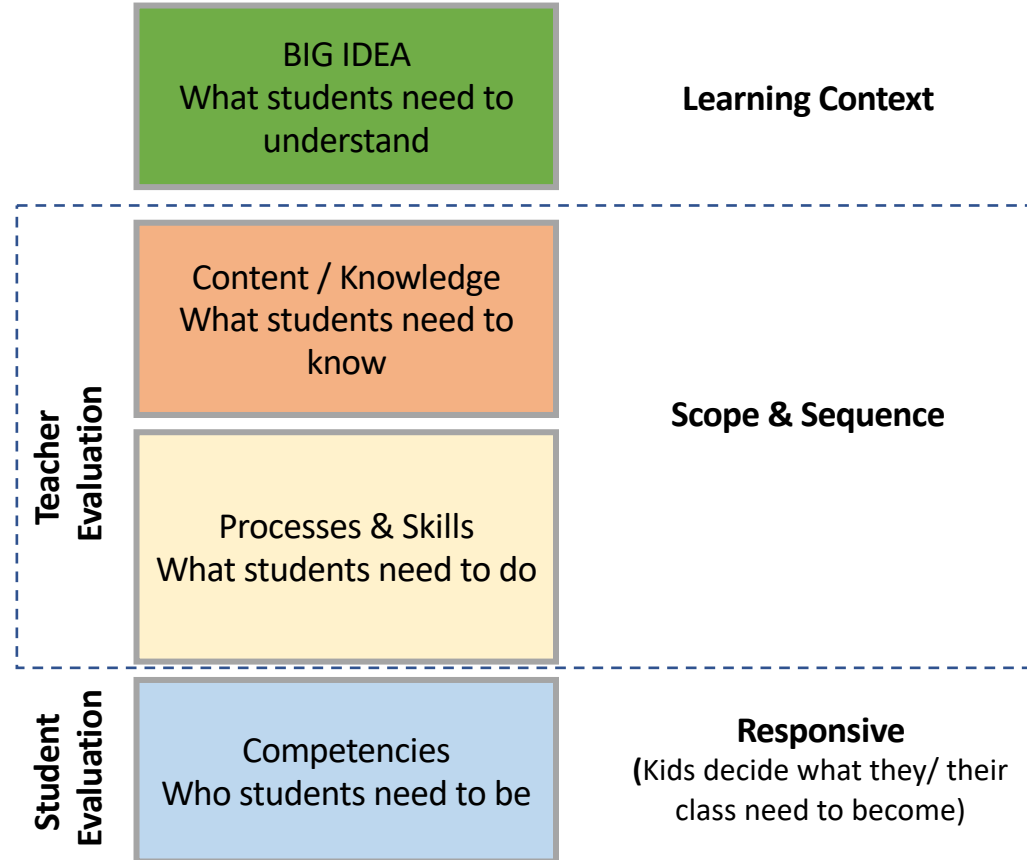 BIG IDEA
What students need to
understand
Learning Context
Teacher
Evaluation
Content / Knowledge
What students need to
know
Scope & Sequence
Processes & Skills
What students need to do
Student
Evaluation
Competencies
Who students need to be
Responsive
(Kids decide what they/ their
class need to become)